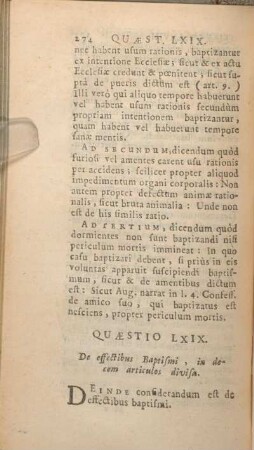 274 QUÆST. LXIX.
nec habent usum rationis, baptizantur
ex intentione Ecclesiæ; sicut & ex actu
Ecclesiæ credunt & pœnitent; sicut su-
prà de pueris dictum est (art. 9.)
Illi verò qui aliquo tempore habuerunt
vel habent usum rationis secundùm
propriam intentionem baptizantur,
quam habent vel habuerunt tempore
sanæ mentis.
AD SECUNDUM, dicendum quòd
furiosi vel amentes carent usu rationis
per accidens; scilicet propter aliquod
impedimentum organi corporalis: Non
autem propter defectum animæ ratio-
nalis, sicut bruta animalia: Unde non
est de his similis ratio.
AD TERTIUM, dicendum quòd
dormientes non sunt baptizandi nisi
periculum mortis immineat: In quo
casu baptizari debent, si priùs in eis
voluntas apparuit suscipiendi baptis-
mum, sicut & de amentibus dictum
est: Sicut Aug. narrat in l. 4. Confess.
de amico suo, qui baptizatus est
nesciens, propter periculum mortis.
QUÆSTIO LXIX.
De effectibus Baptismi, in de-
cem articulos divisa.
DEINDE considerandum est de
effectibus baptismi.